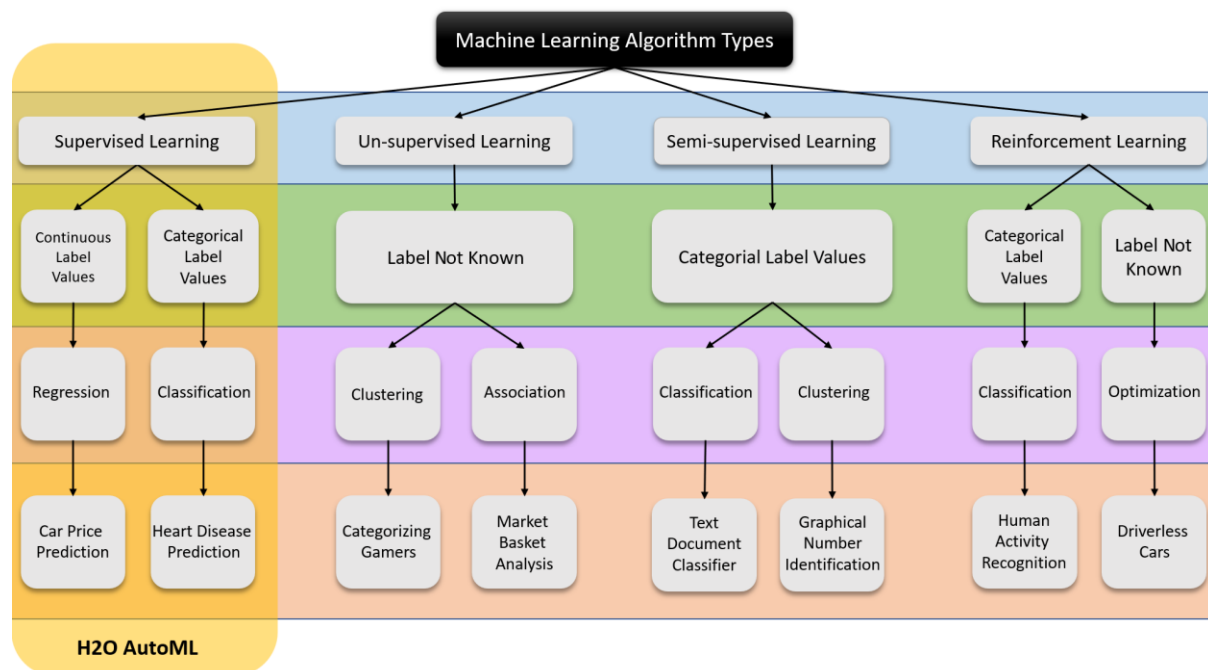 Machine Learning Algorithm Types
Supervised Learning
Un-supervised Learning
Semi-supervised Learning
Reinforcement Learning
Continuous
Label
Values
Categorical
Label
Values
Label Not Known
Categorial Label Values
Categorical
Label
Values
Label Not
Known
Regression
Classification
Clustering
Association
Classification
Clustering
Classification
Optimization
Car Price
Prediction
Heart Disease
Prediction
Categorizing
Gamers
Market
Basket
Analysis
Text
Document
Classifier
Graphical
Number
Identification
Human
Activity
Recognition
Driverless
Cars
H2O AutoML